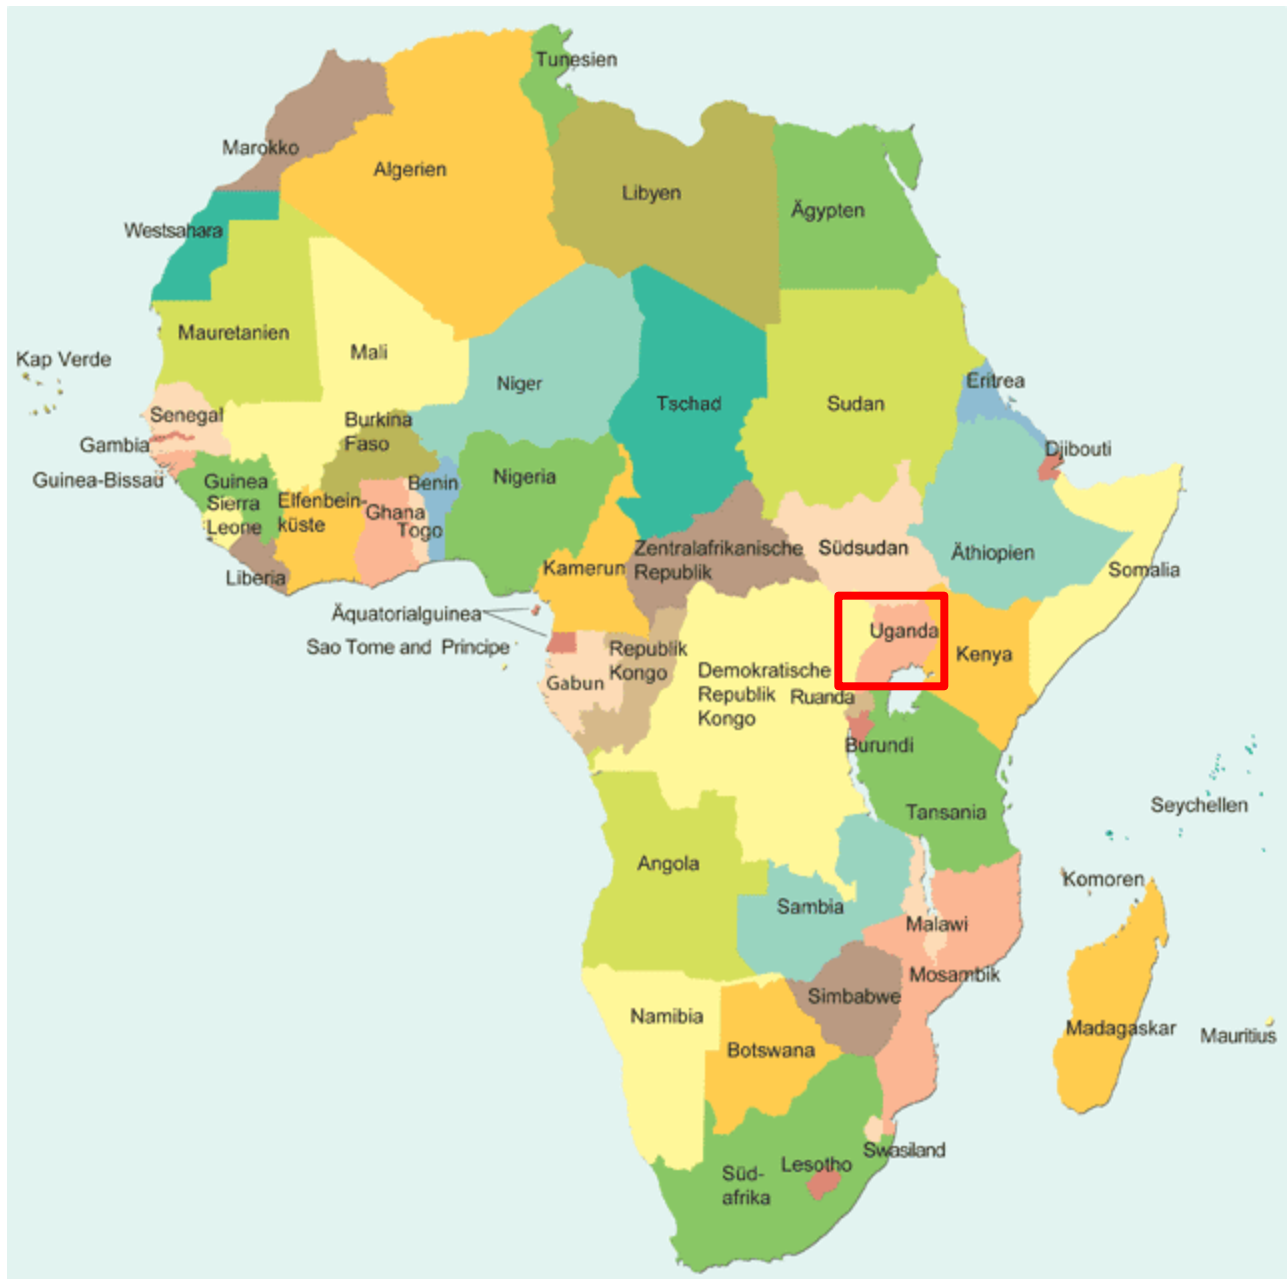 Tunesien
Marokko
Algerien
Libyen
Ägypten
Westsahara
Mauretanien
Mali
Kap Verde
Niger
Tschad
Sudan
Eritrea
Senegal
Burkina
Faso
Gambia
Djibouti
Guinea-Bissau
Guinea
Benin
Nigeria
Sierra
Leone
Elfenbein-
küste
Ghana
Togo
Zentralafrikanische
Republik
Südsudan
Äthiopien
Somalia
Liberia
Kamerun
Äquatorialguinea
Sao Tome and Principe
Republik
Kongo
Uganda
Kenya
Gabun
Demokratische
Republik
Kongo
Ruanda
Burundi
Seychellen
Tansania
Angola
Komoren
Sambia
Malawi
Mosambik
Simbabwe
Namibia
Madagaskar
Mauritius
Botswana
Swasiland
Lesotho
Süd-
afrika